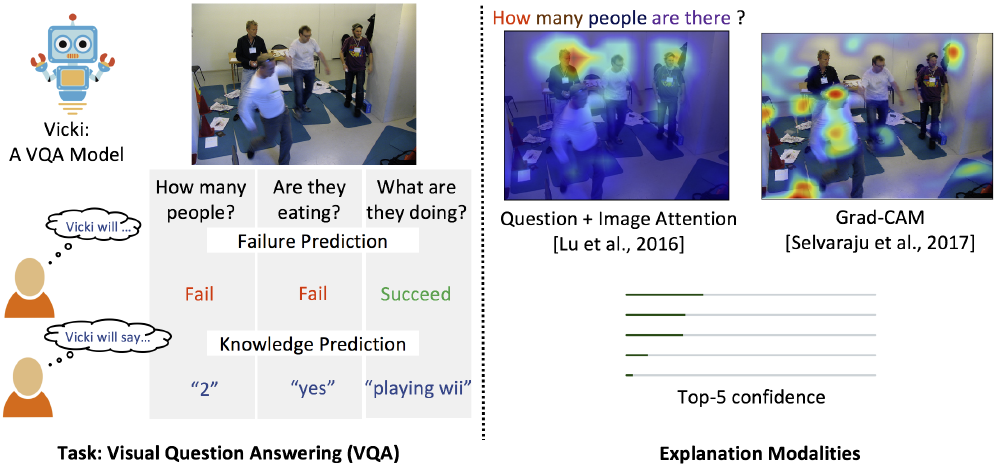 Vicki:
A VQA Model
How many people?
Are they eating?
What are they doing?
Vicki will ...
Failure Prediction
Fail
Fail
Succeed
Vicki will say...
Knowledge Prediction
“2”
“yes”
“playing wii”
Task: Visual Question Answering (VQA)
How many people are there ?
Question + Image Attention
[Lu et al., 2016]
Grad-CAM
[Selvaraju et al., 2017]
Top-5 confidence
Explanation Modalities